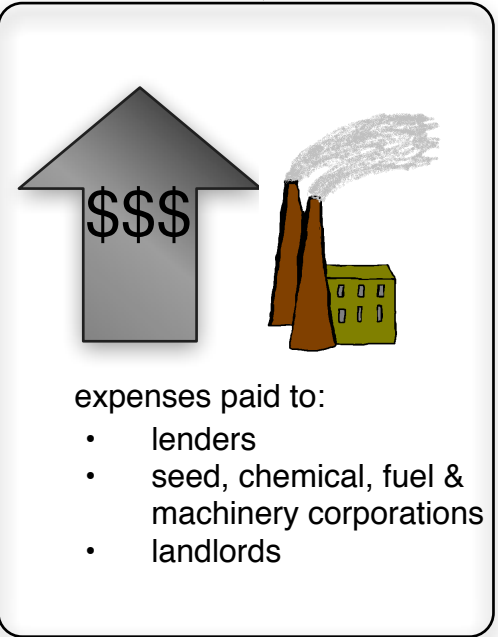 $$$
expenses paid to:
• lenders
• seed, chemical, fuel &
machinery corporations
• landlords